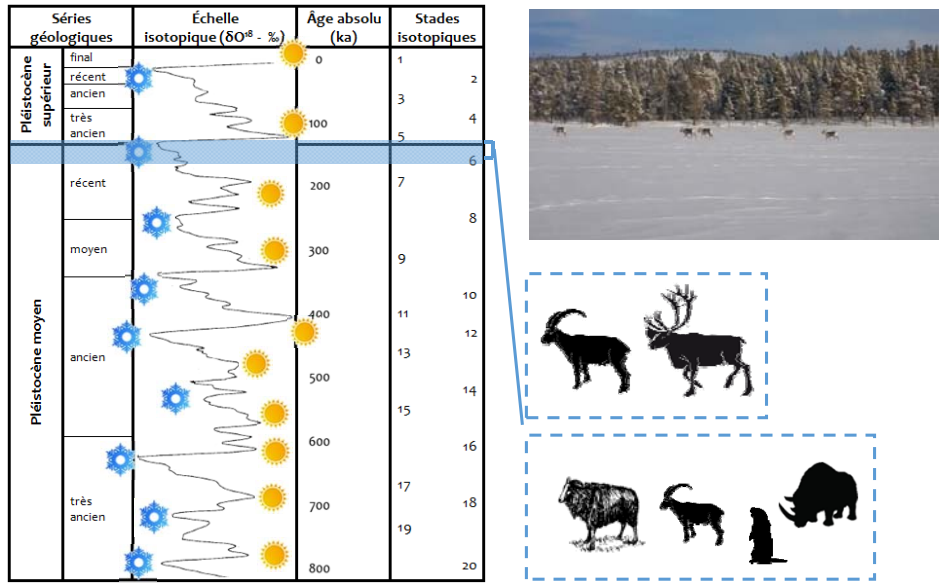 Séries
géologiques
Échelle
isotopique (δO¹⁸ - ‰)
Âge absolu
(ka)
Stades
isotopiques
Pléistocène
supérieur
final
récent
ancien
très
ancien
Pléistocène moyen
récent
moyen
ancien
très
ancien
0
100
200
300
400
500
600
700
800
1
2
3
4
5
6
7
8
9
10
11
12
13
14
15
16
17
18
19
20